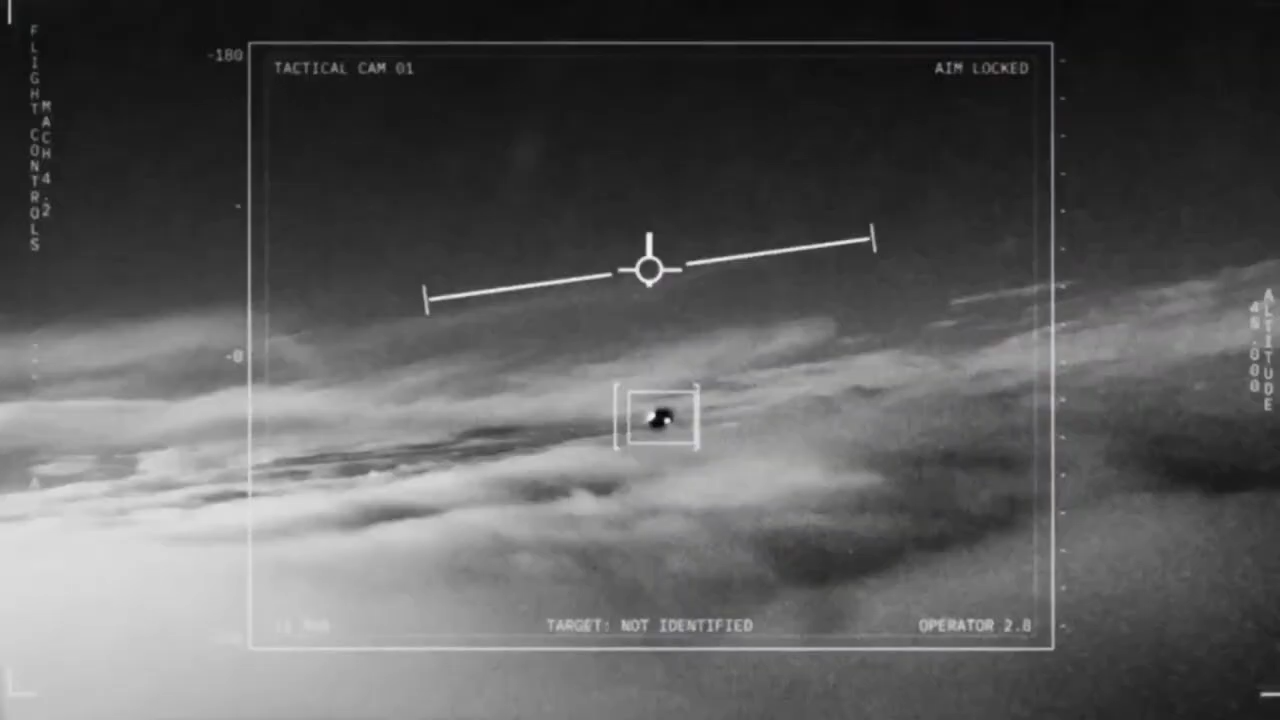 FLIGHT CONTROLS
MACH 4.2
-180
TACTICAL CAM 01
AIM LOCKED
-0
ALTITUDE
TARGET: NOT IDENTIFIED
OPERATOR 2.8